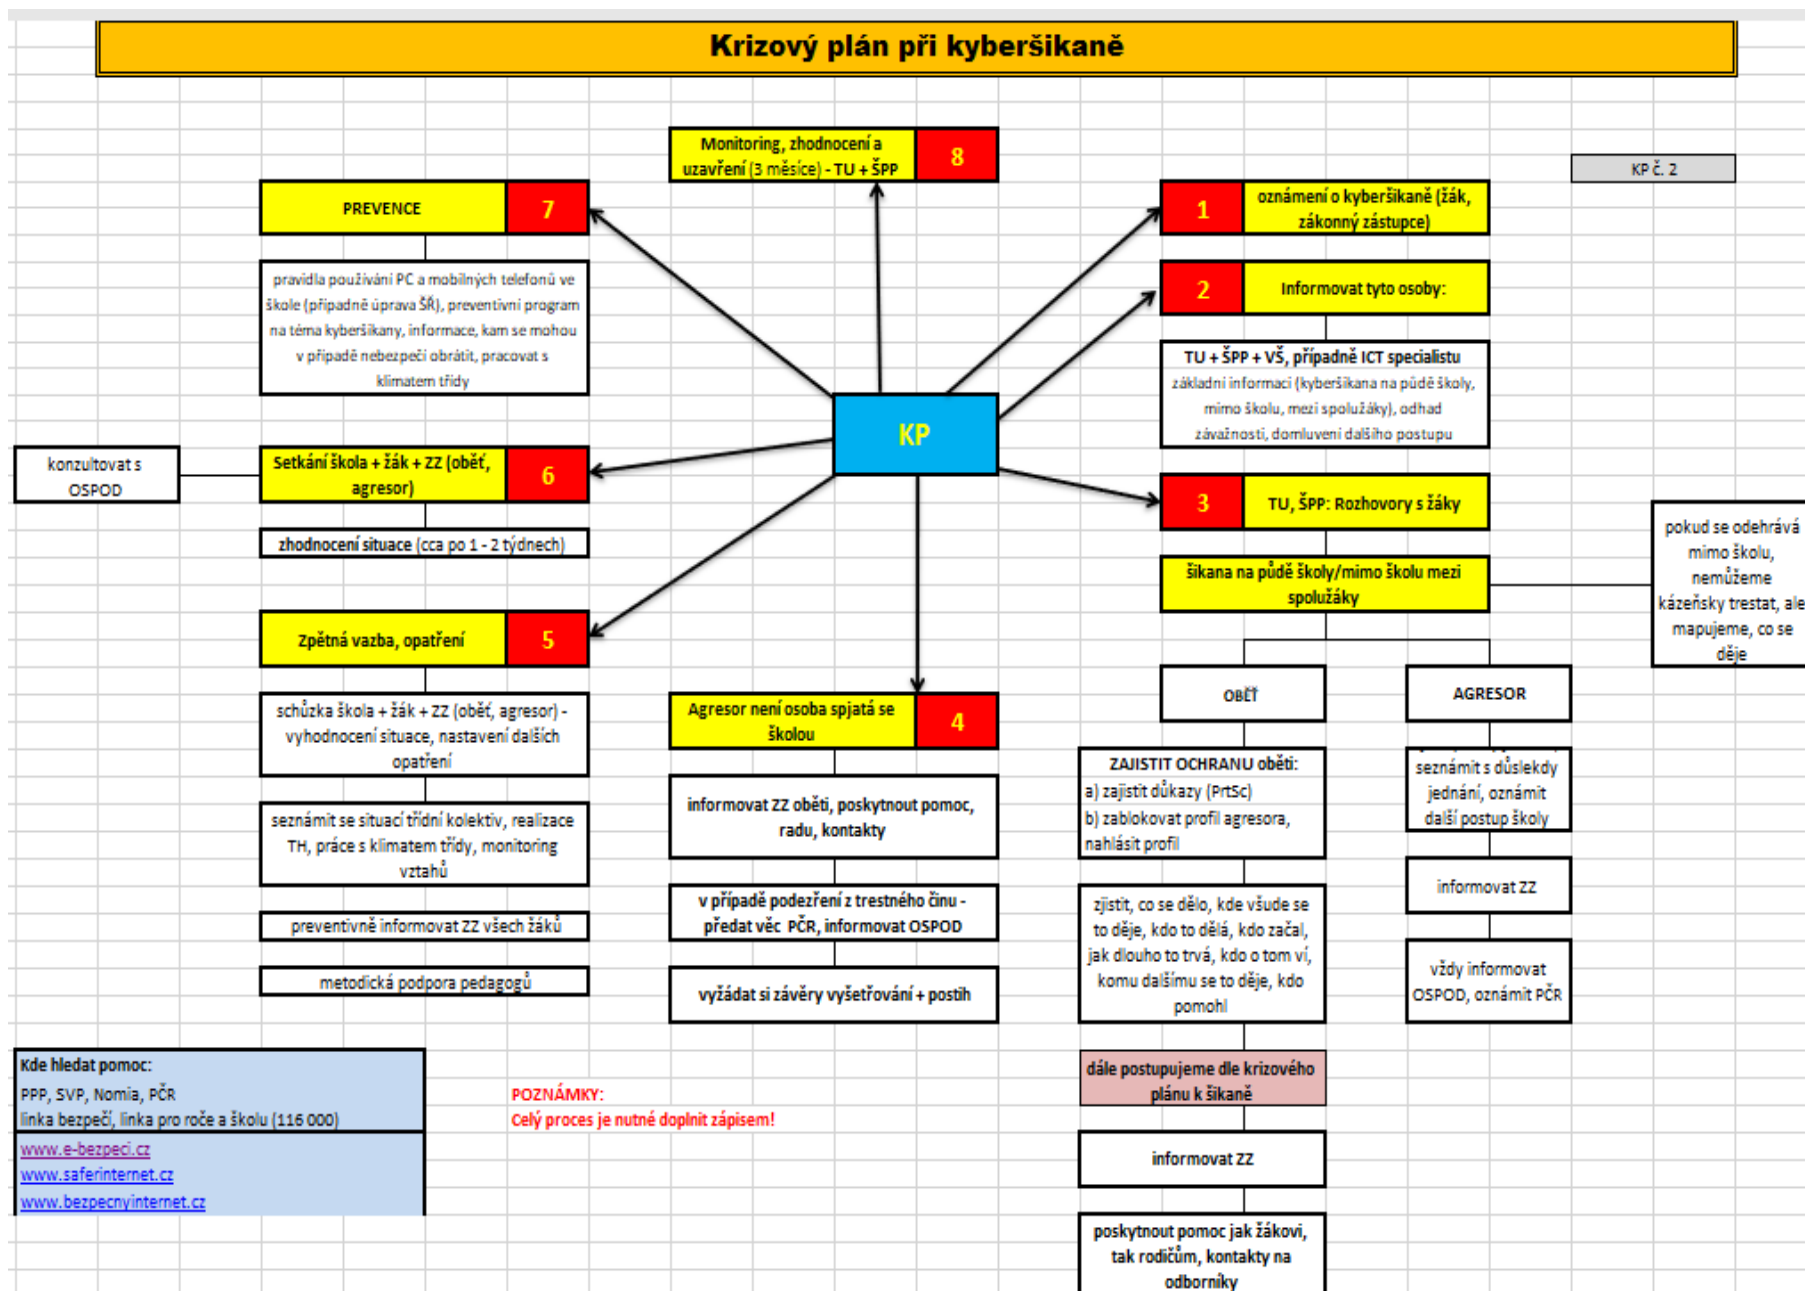 Krizový plán při kyberšikaně
KP č. 2
Monitoring, zhodnocení a
uzavření (3 měsíce) - TU + ŠPP
8
PREVENCE
7
pravidla používání PC a mobilných telefonů ve
škole (případně úprava ŠŘ), preventivní program
na téma kyberšikany, informace, kam se mohou
v případě nebezpečí obrátit, pracovat s
klimatem třídy
1
oznámení o kyberšikaně (žák,
zákonný zástupce)
2
Informovat tyto osoby:
TU + ŠPP + VŠ, případně ICT specialistu
základní informaci (kyberšikana na půdě školy,
mimo školu, mezi spolužáky), odhad
závažnosti, domluvení dalšího postupu
KP
konzultovat s
OSPOD
Setkání škola + žák + ZZ (oběť,
agresor)
6
zhodnocení situace (cca po 1 - 2 týdnech)
3
TU, ŠPP: Rozhovory s žáky
šikana na půdě školy/mimo školu mezi
spolužáky
pokud se odehrává
mimo školu,
nemůžeme
kázeňsky trestat, ale
mapujeme, co se
děje
Zpětná vazba, opatření
5
schůzka škola + žák + ZZ (oběť, agresor) -
vyhodnocení situace, nastavení dalších
opatření
seznámit se situací třídní kolektiv, realizace
TH, práce s klimatem třídy, monitoring
vztahů
preventivně informovat ZZ všech žáků
metodická podpora pedagogů
Agresor není osoba spjatá se
školou
4
informovat ZZ oběti, poskytnout pomoc,
radu, kontakty
v případě podezření z trestného činu -
předat věc PČR, informovat OSPOD
vyžádat si závěry vyšetřování + postih
OBĚŤ
ZAJISTIT OCHRANU oběti:
a) zajistit důkazy (PrtSc)
b) zablokovat profil agresora,
nahlásit profil
zjistit, co se dělo, kde všude se
to děje, kdo to dělá, kdo začal,
jak dlouho to trvá, kdo o tom ví,
komu dalšímu se to děje, kdo
pomohl
dále postupujeme dle krizového
plánu k šikaně
informovat ZZ
poskytnout pomoc jak žákovi,
tak rodičům, kontakty na
odborníky
AGRESOR
seznámit s důslekdy
jednání, oznámit
další postup školy
informovat ZZ
vždy informovat
OSPOD, oznámit PČR
Kde hledat pomoc:
PPP, SVP, Nomia, PČR
linka bezpečí, linka pro roče a školu (116 000)
www.e-bezpeci.cz
www.saferinternet.cz
www.bezpecnyinternet.cz
POZNÁMKY:
Celý proces je nutné doplnit zápisem!